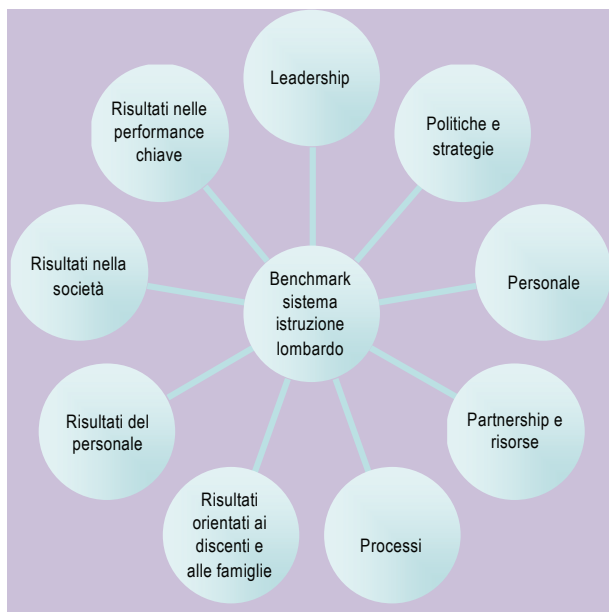 Leadership
Politiche e
strategie
Personale
Partnership e
risorse
Processi
Risultati
orientati ai
discenti e
alle famiglie
Risultati del
personale
Risultati nella
società
Risultati nelle
performance
chiave
Benchmark
sistema
istruzione
lombardo